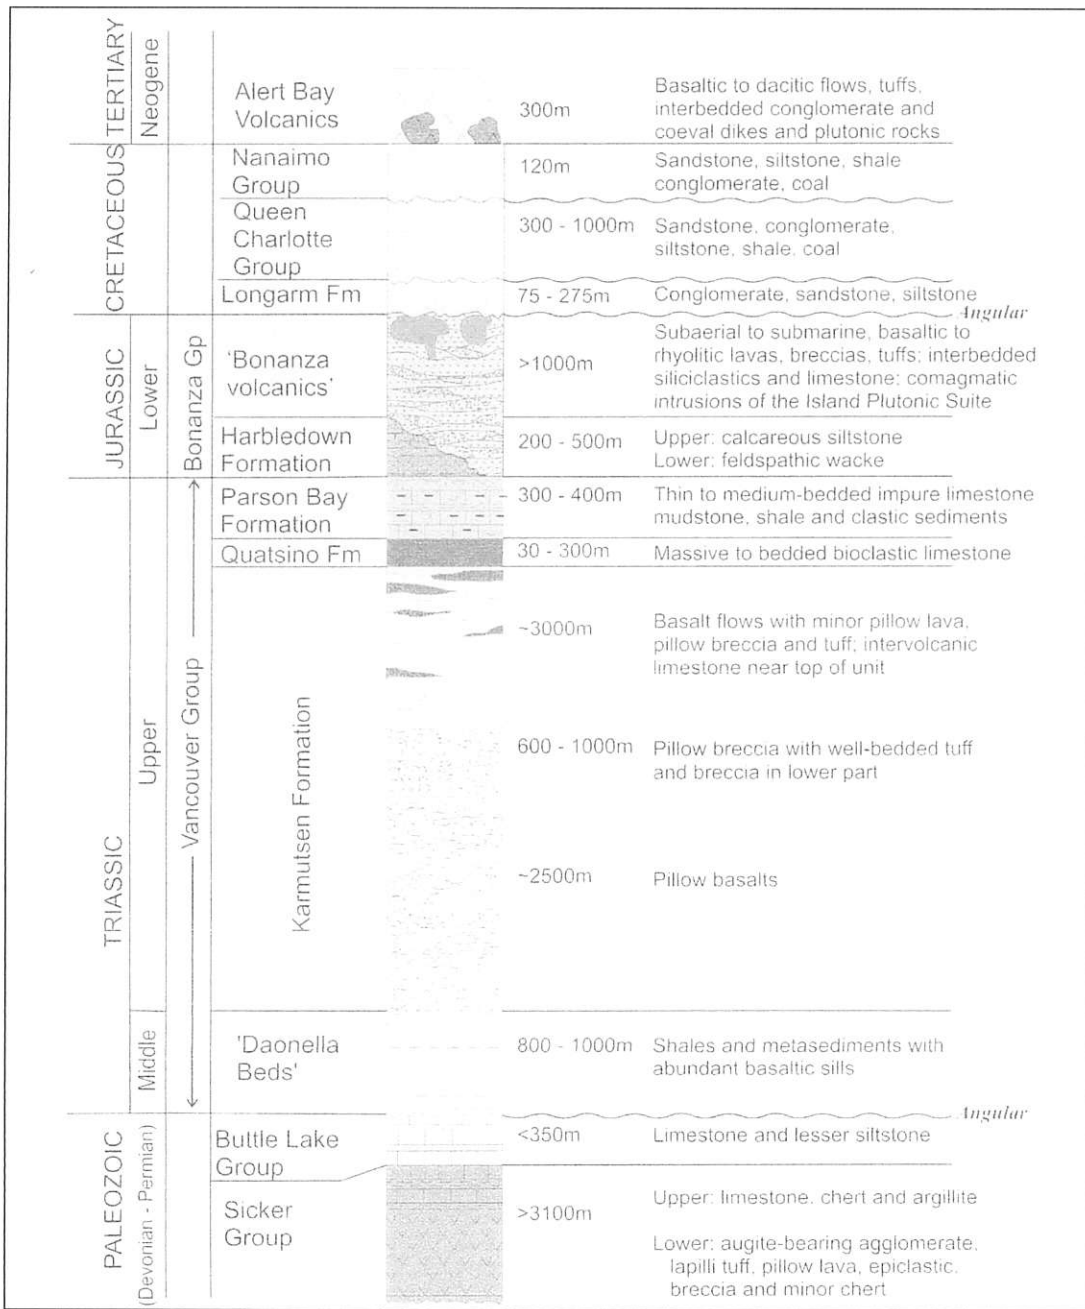 TERTIARY
Neogene
Alert Bay
Volcanics
300m
Basaltic to dacitic flows, tuffs,
interbedded conglomerate and
coeval dikes and plutonic rocks
CRETACEOUS
Nanaimo
Group
120m
Sandstone, siltstone, shale
conglomerate, coal
Queen
Charlotte
Group
300 - 1000m
Sandstone, conglomerate,
siltstone, shale, coal
Longarm Fm
75 - 275m
Conglomerate, sandstone, siltstone
Angular
JURASSIC
Lower
Bonanza Gp
'Bonanza
volcanics'
>1000m
Subaerial to submarine, basaltic to
rhyolitic lavas, breccias, tuffs; interbedded
siliciclastics and limestone; comagmatic
intrusions of the Island Plutonic Suite
Harbledown
Formation
200 - 500m
Upper: calcareous siltstone
Lower: feldspathic wacke
TRIASSIC
Upper
Vancouver Group
Parson Bay
Formation
300 - 400m
Thin to medium-bedded impure limestone
mudstone, shale and clastic sediments
Quatsino Fm
30 - 300m
Massive to bedded bioclastic limestone
Karmutsen Formation
~3000m
Basalt flows with minor pillow lava,
pillow breccia and tuff; intervolcanic
limestone near top of unit
600 - 1000m
Pillow breccia with well-bedded tuff
and breccia in lower part
~2500m
Pillow basalts
Middle
'Daonella
Beds'
800 - 1000m
Shales and metasediments with
abundant basaltic sills
Angular
PALEOZOIC
(Devonian - Permian)
Buttle Lake
Group
<350m
Limestone and lesser siltstone
Sicker
Group
>3100m
Upper: limestone, chert and argillite
Lower: augite-bearing agglomerate,
lapilli tuff, pillow lava, epiclastic,
breccia and minor chert